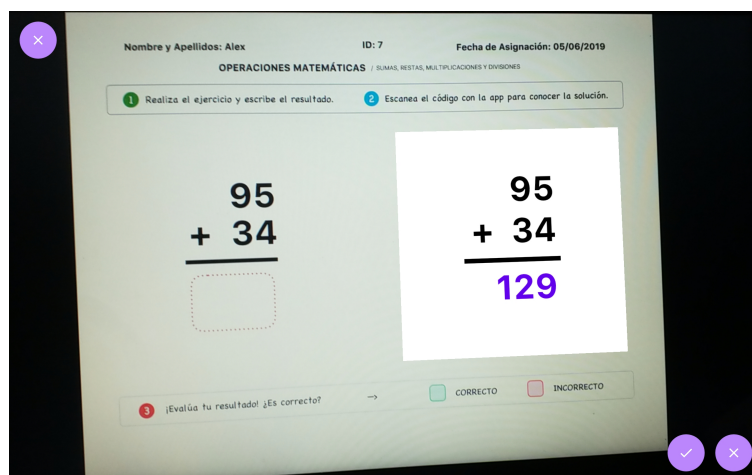 Nombre y Apellidos: Alex
ID: 7
Fecha de Asignación: 05/06/2019
OPERACIONES MATEMÁTICAS / SUMAS, RESTAS, MULTIPLICACIONES Y DIVISIONES
1 Realiza el ejercicio y escribe el resultado.
2 Escanea el código con la app para conocer la solución.
95
+ 34
95
+ 34
129
3 ¡Evalúa tu resultado! ¿Es correcto? → CORRECTO INCORRECTO